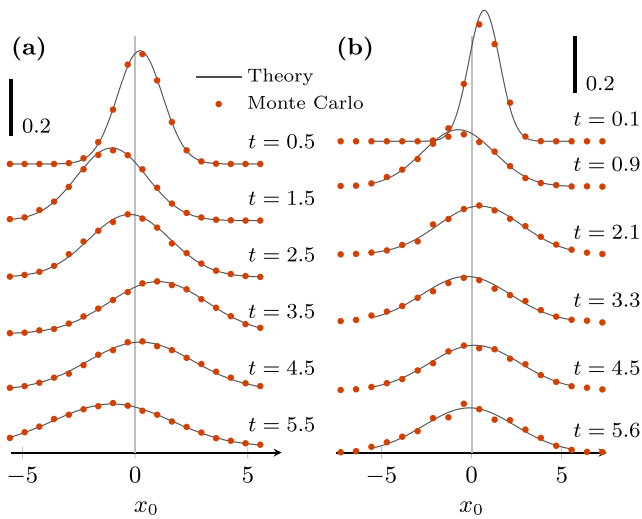 (a)
Theory
Monte Carlo
0.2
t = 0.5
t = 1.5
t = 2.5
t = 3.5
t = 4.5
t = 5.5
−5 0 5
x₀
(b)
0.2
t = 0.1
t = 0.9
t = 2.1
t = 3.3
t = 4.5
t = 5.6
−5 0 5
x₀